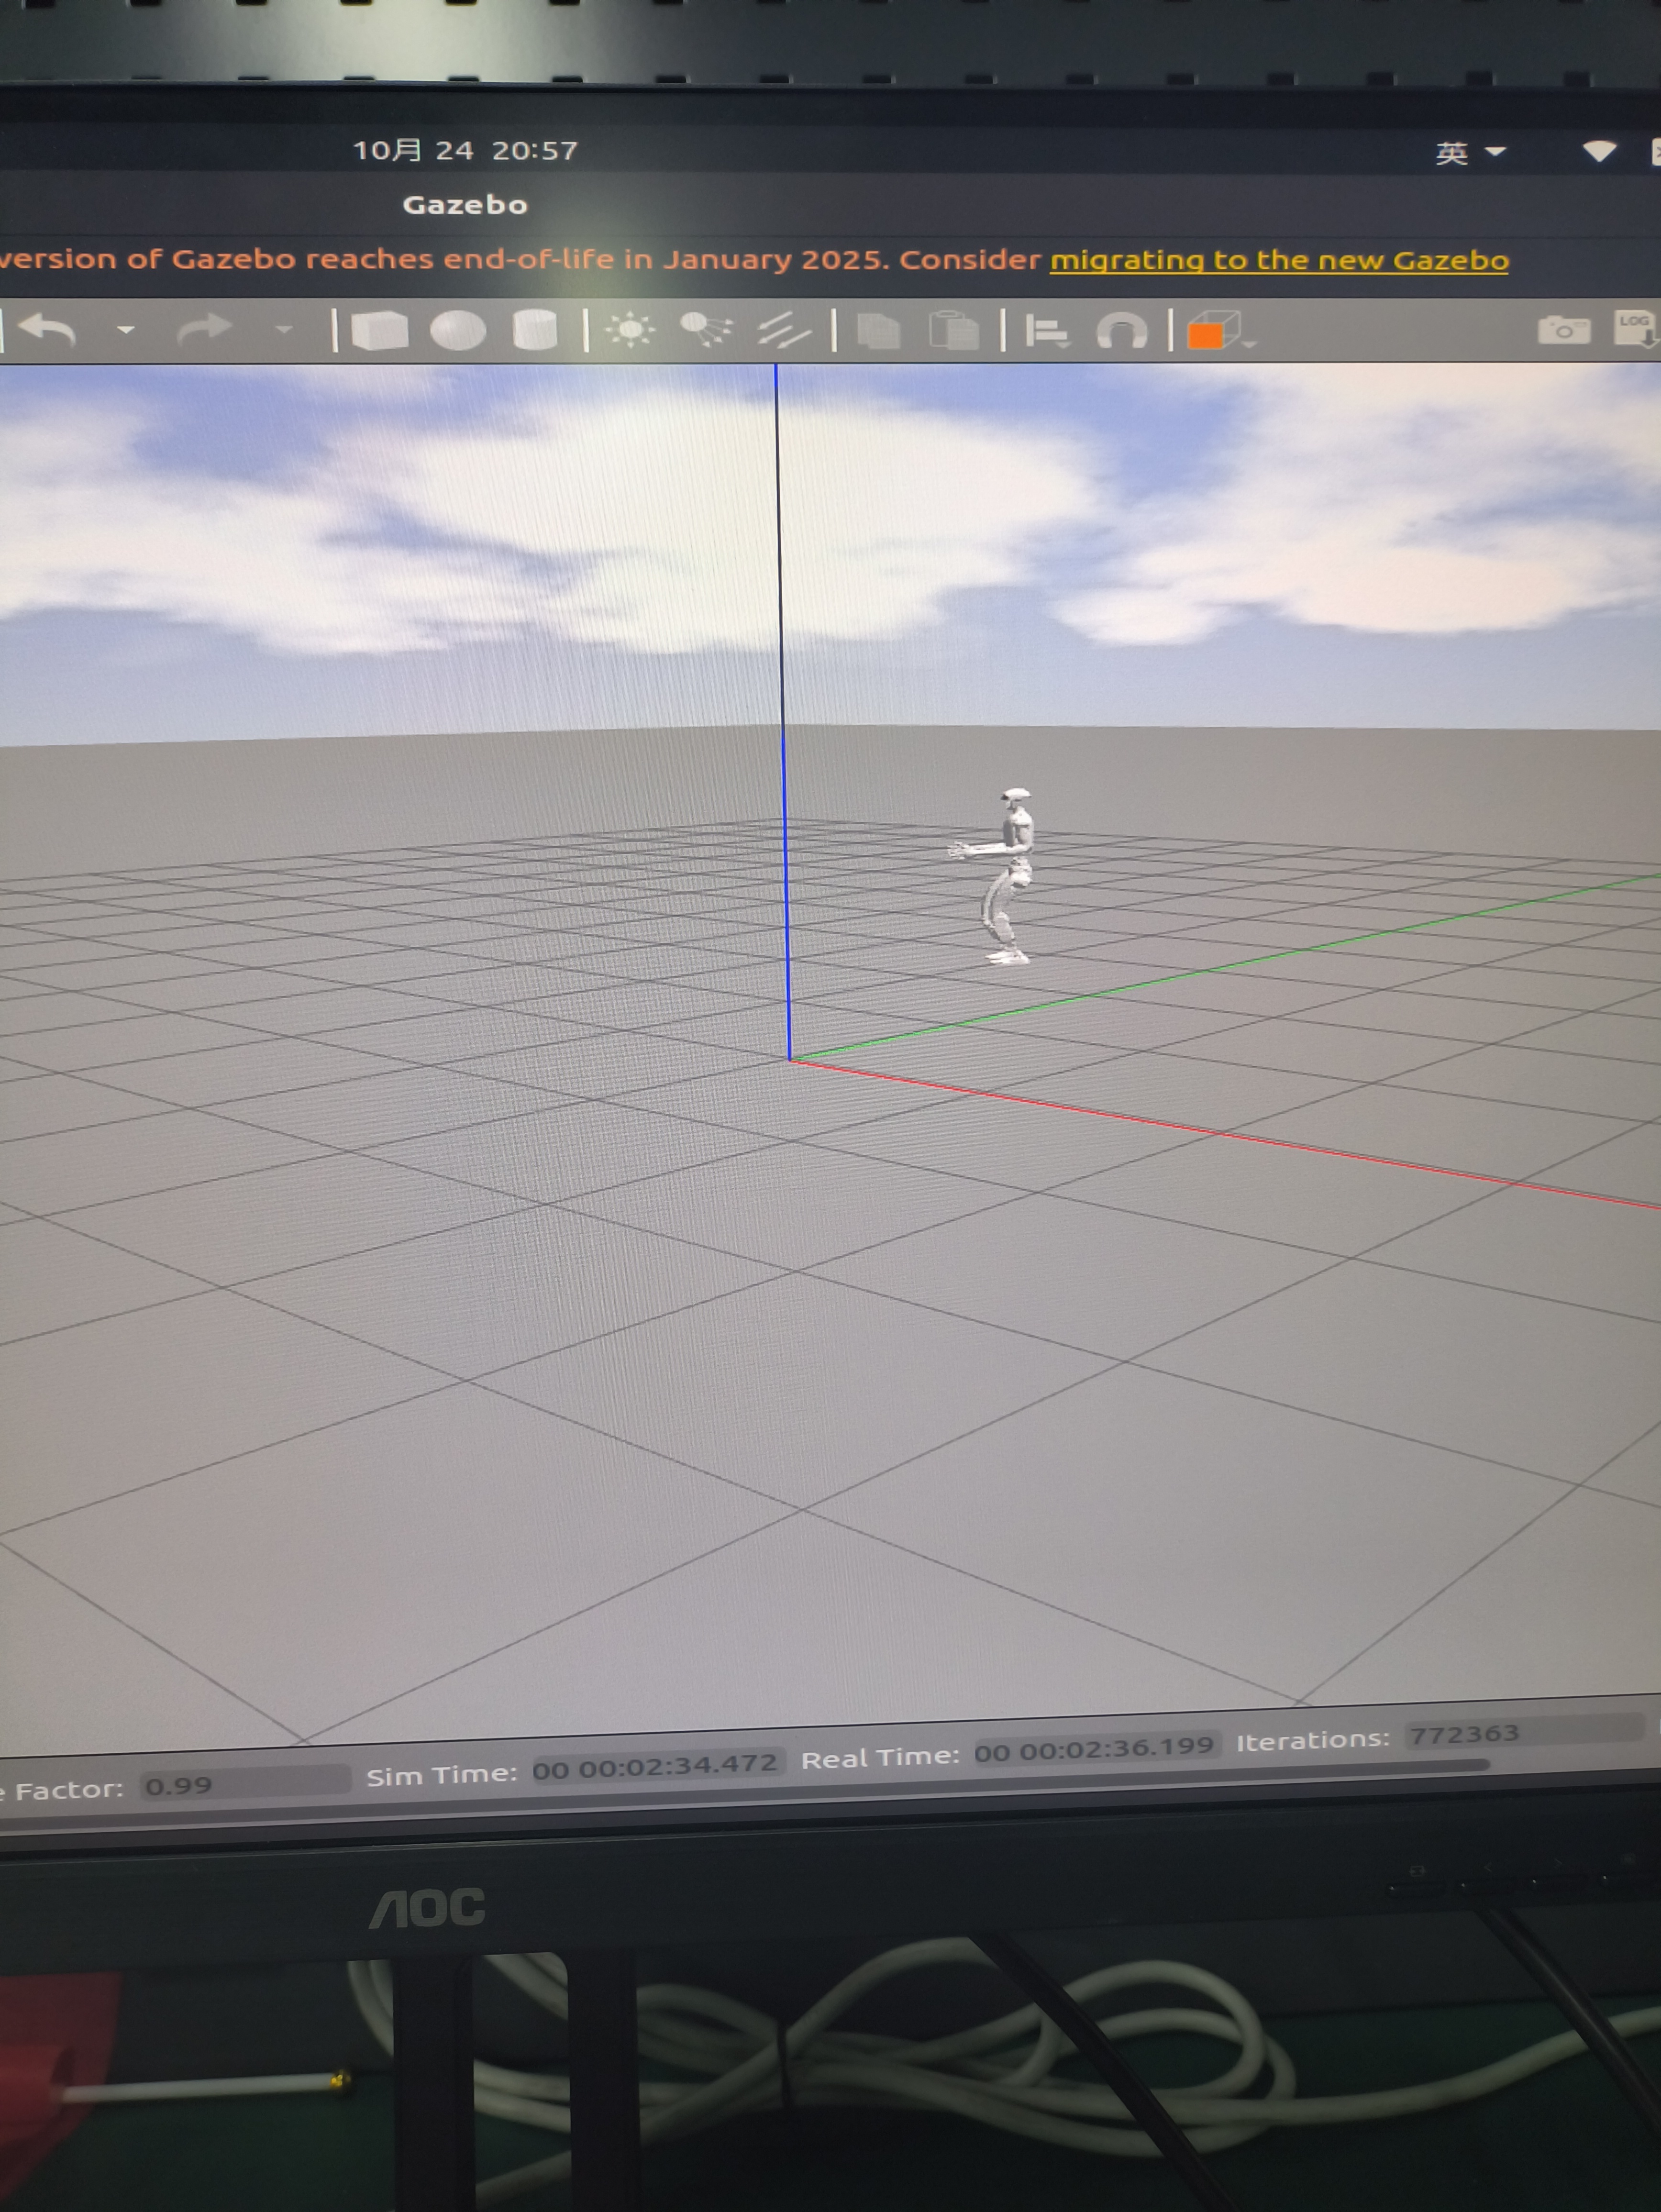 10月 24 20:57
英
Gazebo
version of Gazebo reaches end-of-life in January 2025. Consider migrating to the new Gazebo
LOG
Factor: 0.99 Sim Time: 00 00:02:34.472 Real Time: 00 00:02:36.199 Iterations: 772363
AOC